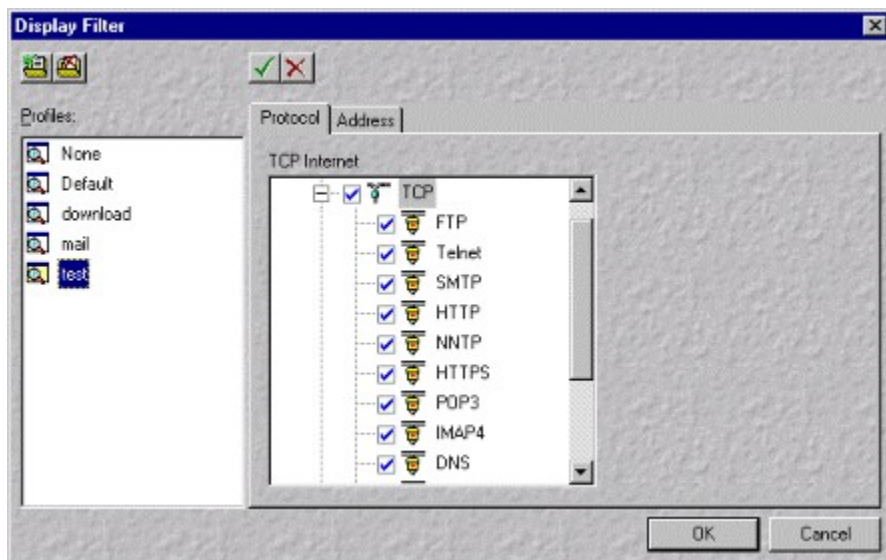 Display Filter
Profiles:
None
Default
download
mail
test
Protocol
Address
TCP Internet
TCP
FTP
Telnet
SMTP
HTTP
NNTP
HTTPS
POP3
IMAP4
DNS
OK
Cancel